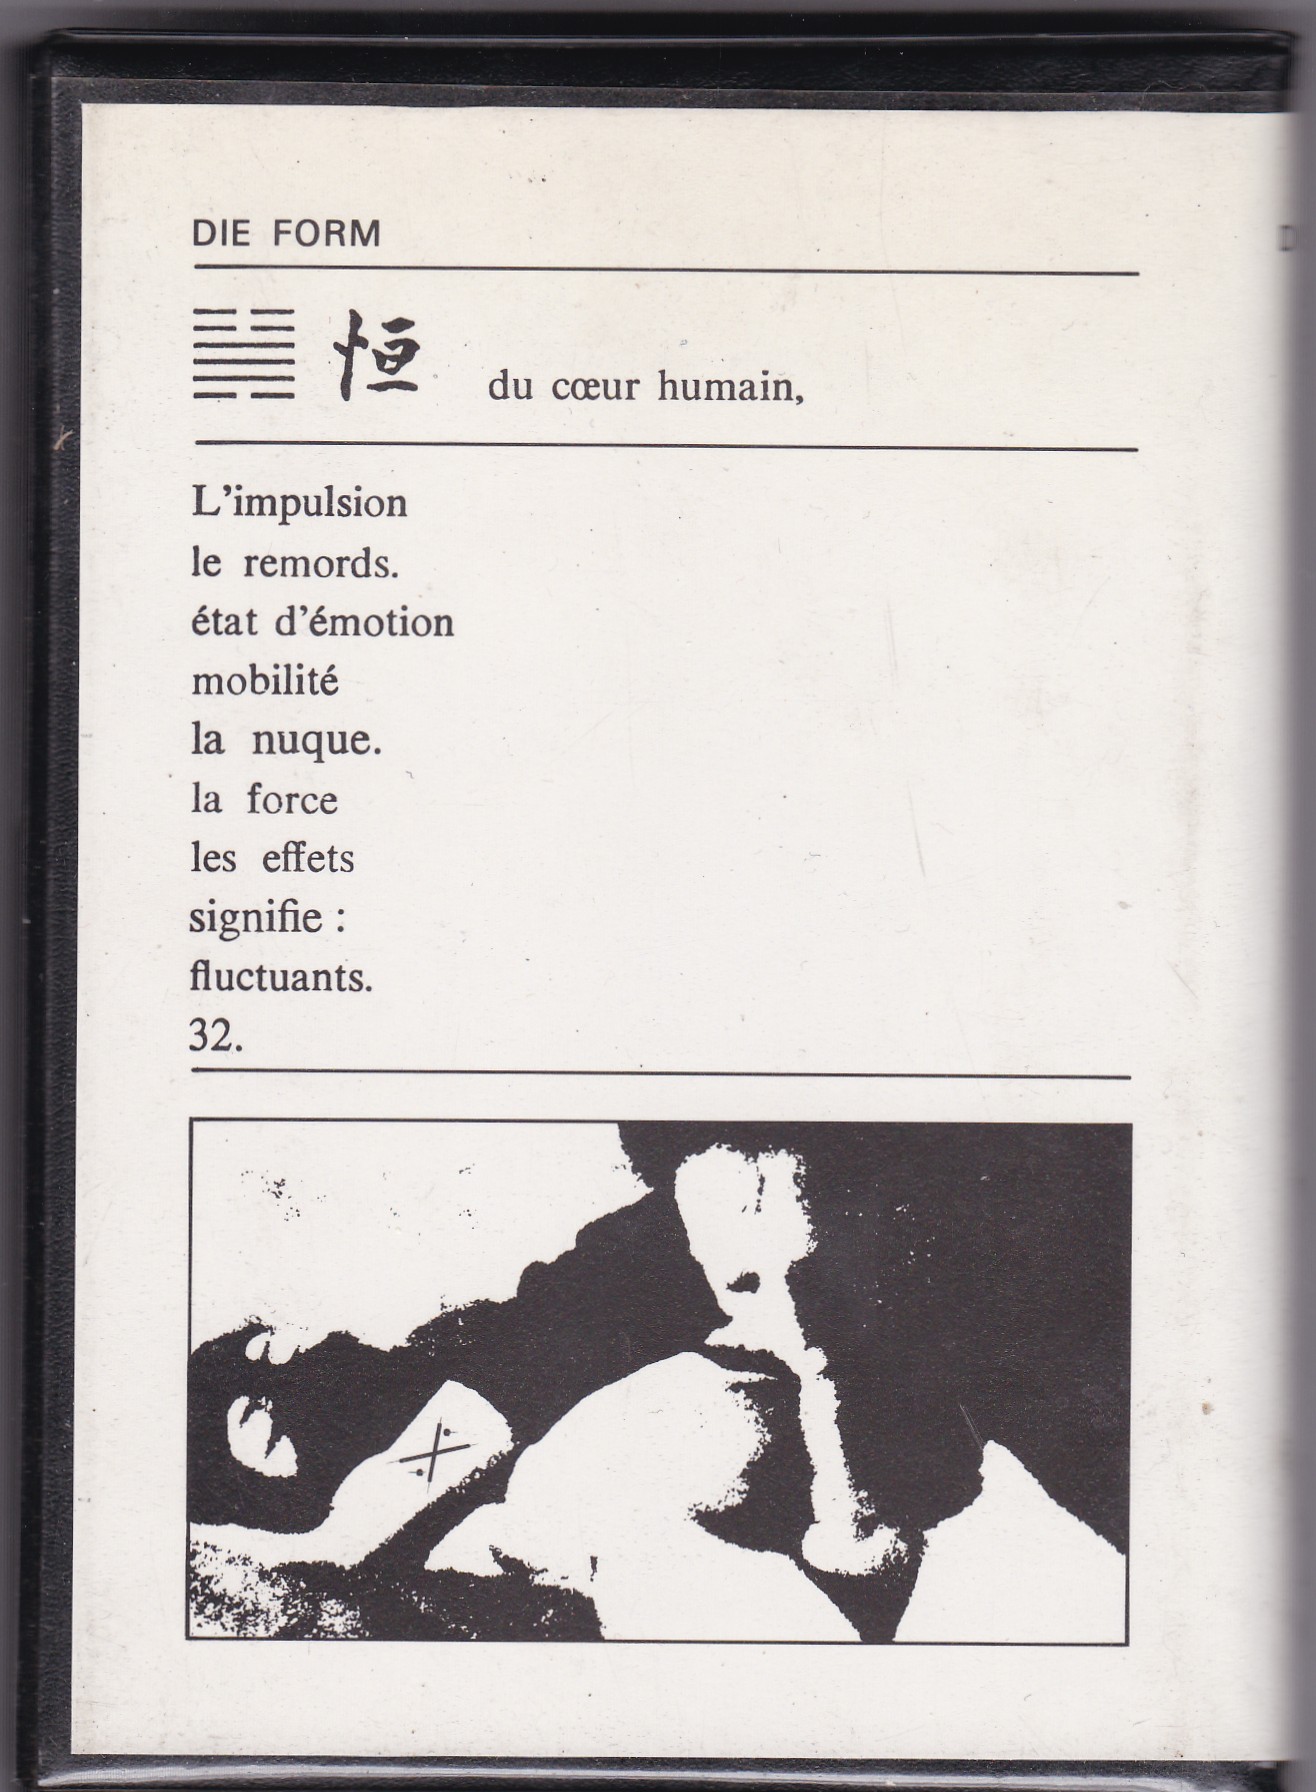 DIE FORM
恒 du cœur humain,
L'impulsion
le remords.
état d'émotion
mobilité
la nuque.
la force
les effets
signifie :
fluctuants.
32.